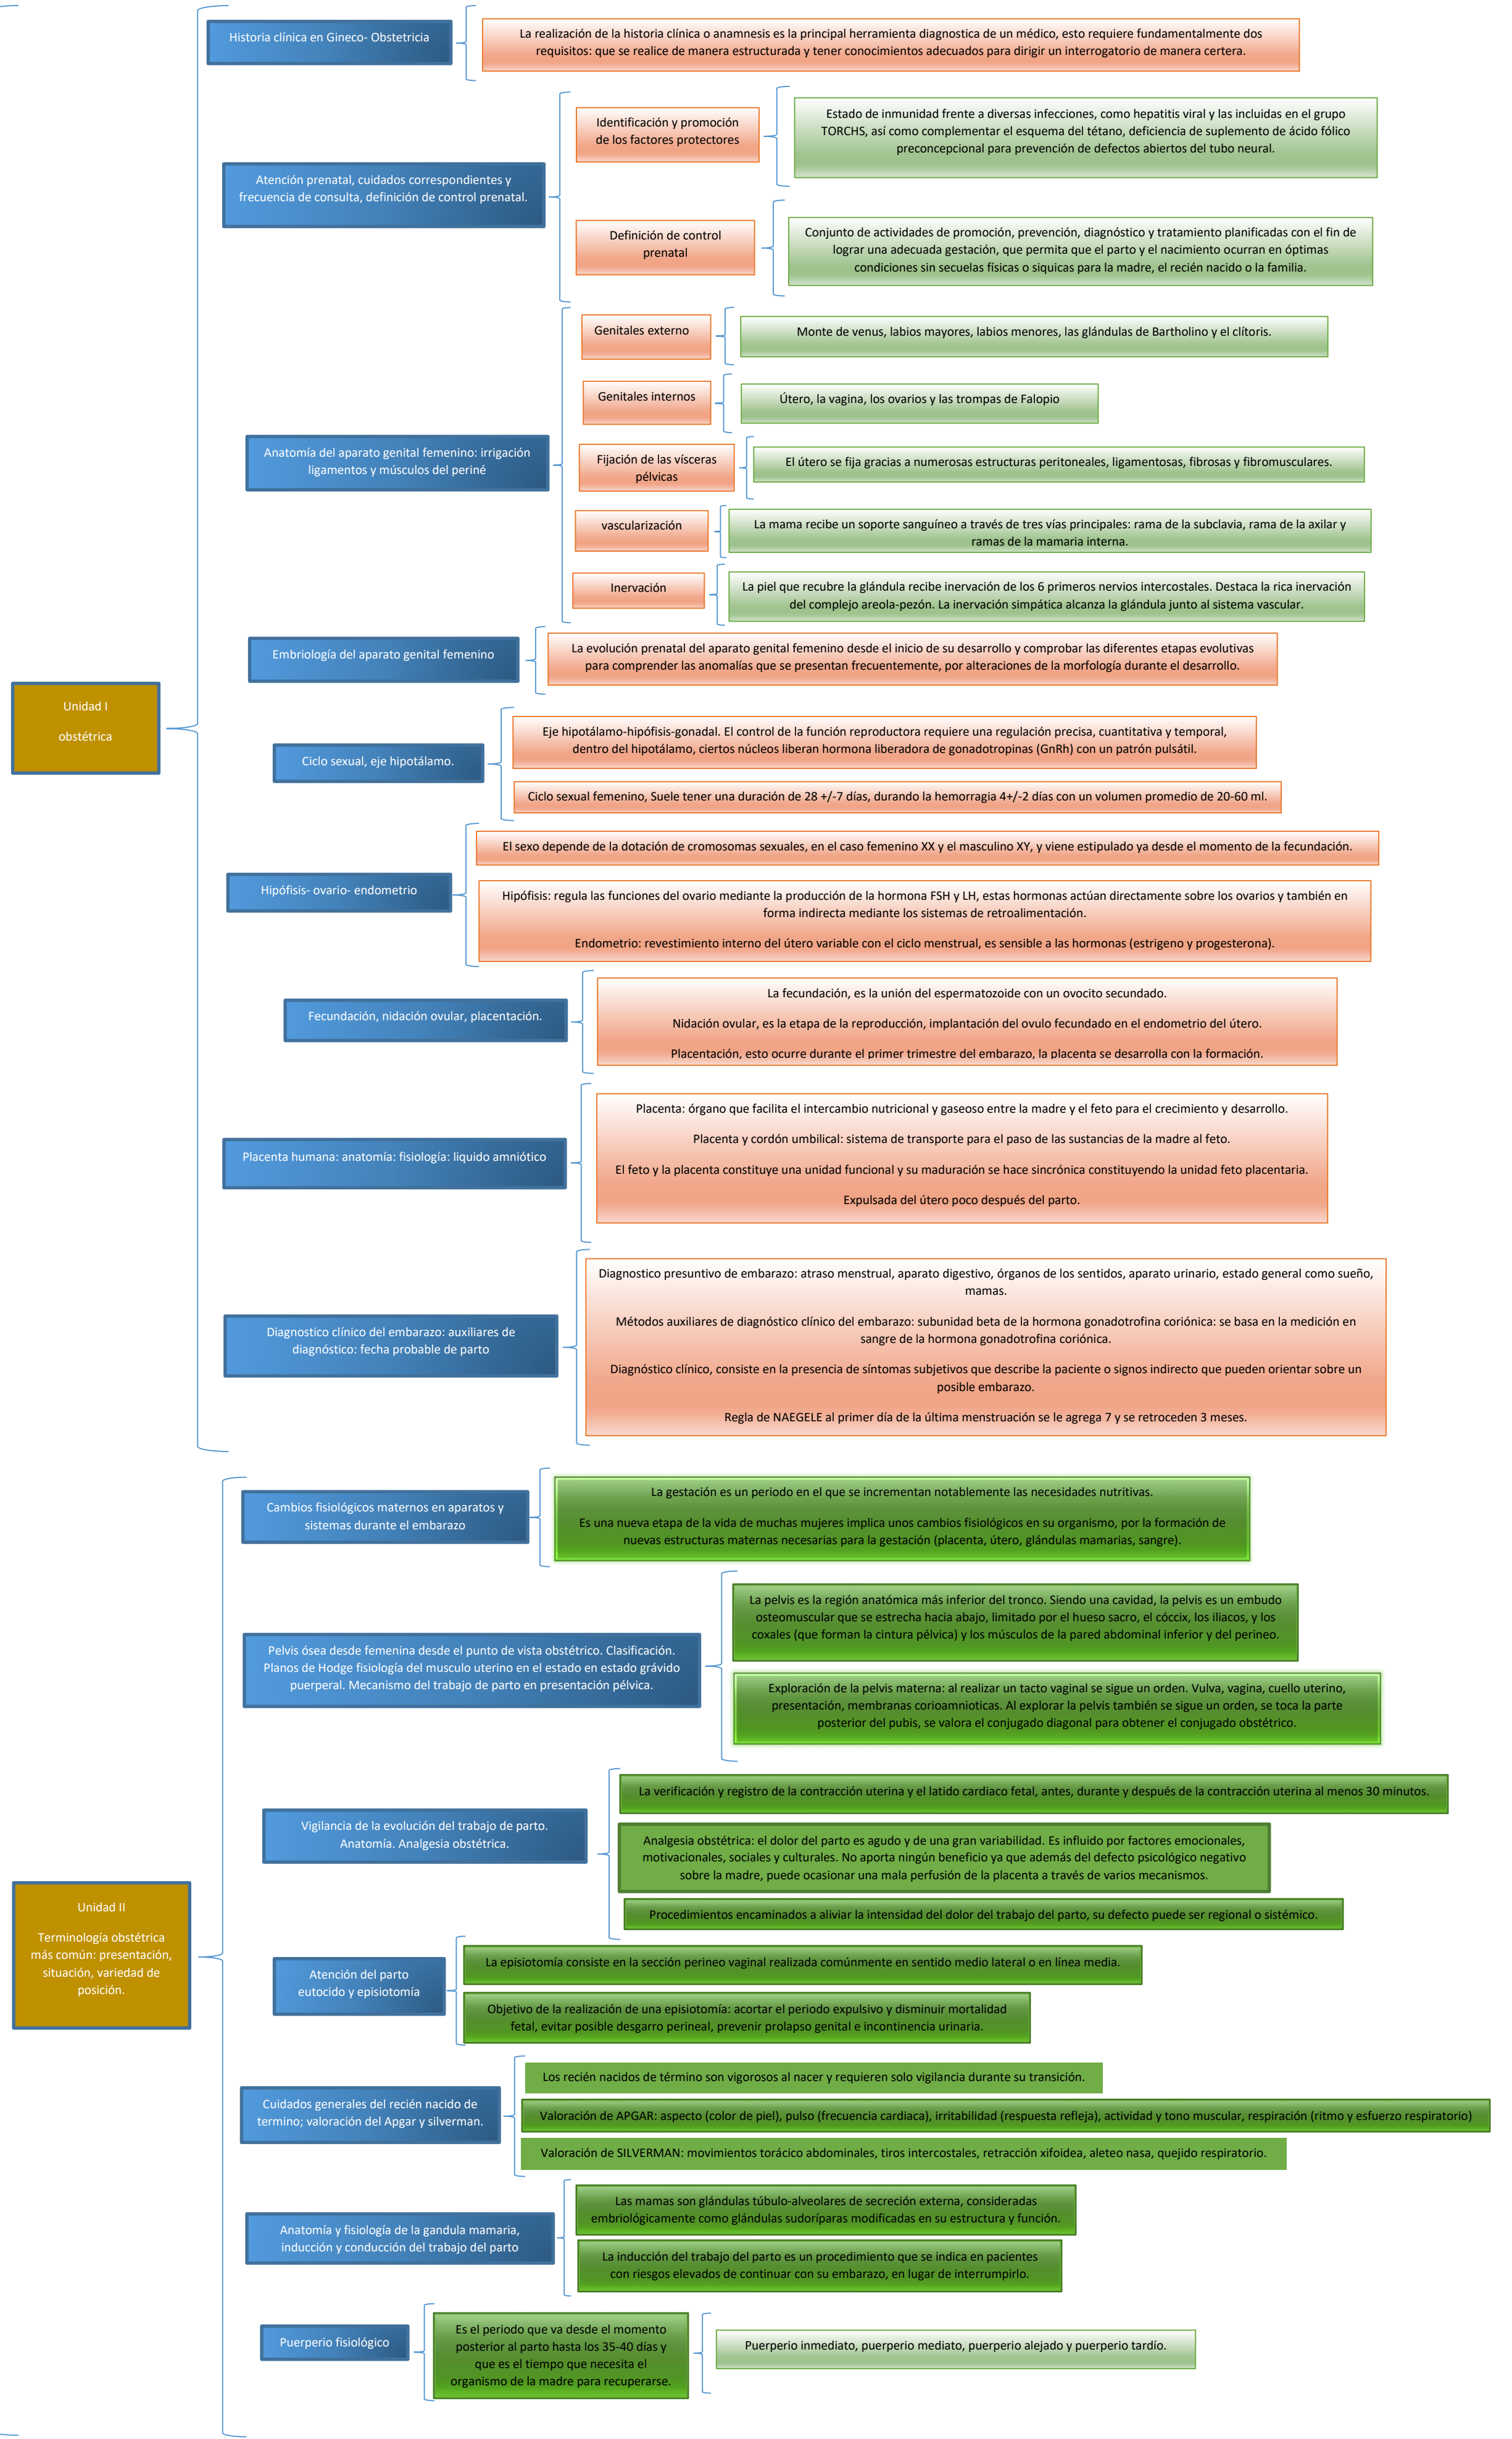 Unidad I
obstétrica
Historia clínica en Gineco- Obstetricia
La realización de la historia clínica o anamnesis es la principal herramienta diagnostica de un médico, esto requiere fundamentalmente dos
requisitos: que se realice de manera estructurada y tener conocimientos adecuados para dirigir un interrogatorio de manera certera.
Atención prenatal, cuidados correspondientes y
frecuencia de consulta, definición de control prenatal.
Identificación y promoción
de los factores protectores
Estado de inmunidad frente a diversas infecciones, como hepatitis viral y las incluidas en el grupo
TORCHS, así como complementar el esquema del tétano, deficiencia de suplemento de ácido fólico
preconcepcional para prevención de defectos abiertos del tubo neural.
Definición de control
prenatal
Conjunto de actividades de promoción, prevención, diagnóstico y tratamiento planificadas con el fin de
lograr una adecuada gestación, que permita que el parto y el nacimiento ocurran en óptimas
condiciones sin secuelas físicas o siquicas para la madre, el recién nacido o la familia.
Anatomía del aparato genital femenino: irrigación
ligamentos y músculos del periné
Genitales externo
Monte de venus, labios mayores, labios menores, las glándulas de Bartholino y el clítoris.
Genitales internos
Útero, la vagina, los ovarios y las trompas de Falopio
Fijación de las vísceras
pélvicas
El útero se fija gracias a numerosas estructuras peritoneales, ligamentosas, fibrosas y fibromusculares.
vascularización
La mama recibe un soporte sanguíneo a través de tres vías principales: rama de la subclavia, rama de la axilar y
ramas de la mamaria interna.
Inervación
La piel que recubre la glándula recibe inervación de los 6 primeros nervios intercostales. Destaca la rica inervación
del complejo areola-pezón. La inervación simpática alcanza la glándula junto al sistema vascular.
Embriología del aparato genital femenino
La evolución prenatal del aparato genital femenino desde el inicio de su desarrollo y comprobar las diferentes etapas evolutivas
para comprender las anomalías que se presentan frecuentemente, por alteraciones de la morfología durante el desarrollo.
Ciclo sexual, eje hipotálamo.
Eje hipotálamo-hipófisis-gonadal. El control de la función reproductora requiere una regulación precisa, cuantitativa y temporal,
dentro del hipotálamo, ciertos núcleos liberan hormona liberadora de gonadotropinas (GnRh) con un patrón pulsátil.
Ciclo sexual femenino, Suele tener una duración de 28 +/-7 días, durando la hemorragia 4+/-2 días con un volumen promedio de 20-60 ml.
Hipófisis- ovario- endometrio
El sexo depende de la dotación de cromosomas sexuales, en el caso femenino XX y el masculino XY, y viene estipulado ya desde el momento de la fecundación.
Hipófisis: regula las funciones del ovario mediante la producción de la hormona FSH y LH, estas hormonas actúan directamente sobre los ovarios y también en
forma indirecta mediante los sistemas de retroalimentación.
Endometrio: revestimiento interno del útero variable con el ciclo menstrual, es sensible a las hormonas (estrigeno y progesterona).
Fecundación, nidación ovular, placentación.
La fecundación, es la unión del espermatozoide con un ovocito secundado.
Nidación ovular, es la etapa de la reproducción, implantación del ovulo fecundado en el endometrio del útero.
Placentación, esto ocurre durante el primer trimestre del embarazo, la placenta se desarrolla con la formación.
Placenta humana: anatomía: fisiología: liquido amniótico
Placenta: órgano que facilita el intercambio nutricional y gaseoso entre la madre y el feto para el crecimiento y desarrollo.
Placenta y cordón umbilical: sistema de transporte para el paso de las sustancias de la madre al feto.
El feto y la placenta constituye una unidad funcional y su maduración se hace sincrónica constituyendo la unidad feto placentaria.
Expulsada del útero poco después del parto.
Diagnostico clínico del embarazo: auxiliares de
diagnóstico: fecha probable de parto
Diagnostico presuntivo de embarazo: atraso menstrual, aparato digestivo, órganos de los sentidos, aparato urinario, estado general como sueño,
mamas.
Métodos auxiliares de diagnóstico clínico del embarazo: subunidad beta de la hormona gonadotrofina coriónica: se basa en la medición en
sangre de la hormona gonadotrofina coriónica.
Diagnóstico clínico, consiste en la presencia de síntomas subjetivos que describe la paciente o signos indirecto que pueden orientar sobre un
posible embarazo.
Regla de NAEGELE al primer día de la última menstruación se le agrega 7 y se retroceden 3 meses.
Unidad II
Terminología obstétrica
más común: presentación,
situación, variedad de
posición.
Cambios fisiológicos maternos en aparatos y
sistemas durante el embarazo
La gestación es un periodo en el que se incrementan notablemente las necesidades nutritivas.
Es una nueva etapa de la vida de muchas mujeres implica unos cambios fisiológicos en su organismo, por la formación de
nuevas estructuras maternas necesarias para la gestación (placenta, útero, glándulas mamarias, sangre).
Pelvis ósea desde femenina desde el punto de vista obstétrico. Clasificación.
Planos de Hodge fisiología del musculo uterino en el estado en estado grávido
puerperal. Mecanismo del trabajo de parto en presentación pélvica.
La pelvis es la región anatómica más inferior del tronco. Siendo una cavidad, la pelvis es un embudo
osteomuscular que se estrecha hacia abajo, limitado por el hueso sacro, el cóccix, los iliacos, y los
coxales (que forman la cintura pélvica) y los músculos de la pared abdominal inferior y del perineo.
Exploración de la pelvis materna: al realizar un tacto vaginal se sigue un orden. Vulva, vagina, cuello uterino,
presentación, membranas corioamnioticas. Al explorar la pelvis también se sigue un orden, se toca la parte
posterior del pubis, se valora el conjugado diagonal para obtener el conjugado obstétrico.
Vigilancia de la evolución del trabajo de parto.
Anatomía. Analgesia obstétrica.
La verificación y registro de la contracción uterina y el latido cardiaco fetal, antes, durante y después de la contracción uterina al menos 30 minutos.
Analgesia obstétrica: el dolor del parto es agudo y de una gran variabilidad. Es influido por factores emocionales,
motivacionales, sociales y culturales. No aporta ningún beneficio ya que además del defecto psicológico negativo
sobre la madre, puede ocasionar una mala perfusión de la placenta a través de varios mecanismos.
Procedimientos encaminados a aliviar la intensidad del dolor del trabajo del parto, su defecto puede ser regional o sistémico.
Atención del parto
eutocido y episiotomía
La episiotomía consiste en la sección perineo vaginal realizada comúnmente en sentido medio lateral o en línea media.
Objetivo de la realización de una episiotomía: acortar el periodo expulsivo y disminuir mortalidad
fetal, evitar posible desgarro perineal, prevenir prolapso genital e incontinencia urinaria.
Cuidados generales del recién nacido de
termino; valoración del Apgar y silverman.
Los recién nacidos de término son vigorosos al nacer y requieren solo vigilancia durante su transición.
Valoración de APGAR: aspecto (color de piel), pulso (frecuencia cardiaca), irritabilidad (respuesta refleja), actividad y tono muscular, respiración (ritmo y esfuerzo respiratorio)
Valoración de SILVERMAN: movimientos torácico abdominales, tiros intercostales, retracción xifoidea, aleteo nasa, quejido respiratorio.
Anatomía y fisiología de la gandula mamaria,
inducción y conducción del trabajo del parto
Las mamas son glándulas túbulo-alveolares de secreción externa, consideradas
embriológicamente como glándulas sudoríparas modificadas en su estructura y función.
La inducción del trabajo del parto es un procedimiento que se indica en pacientes
con riesgos elevados de continuar con su embarazo, en lugar de interrumpirlo.
Puerperio fisiológico
Es el periodo que va desde el momento
posterior al parto hasta los 35-40 días y
que es el tiempo que necesita el
organismo de la madre para recuperarse.
Puerperio inmediato, puerperio mediato, puerperio alejado y puerperio tardío.